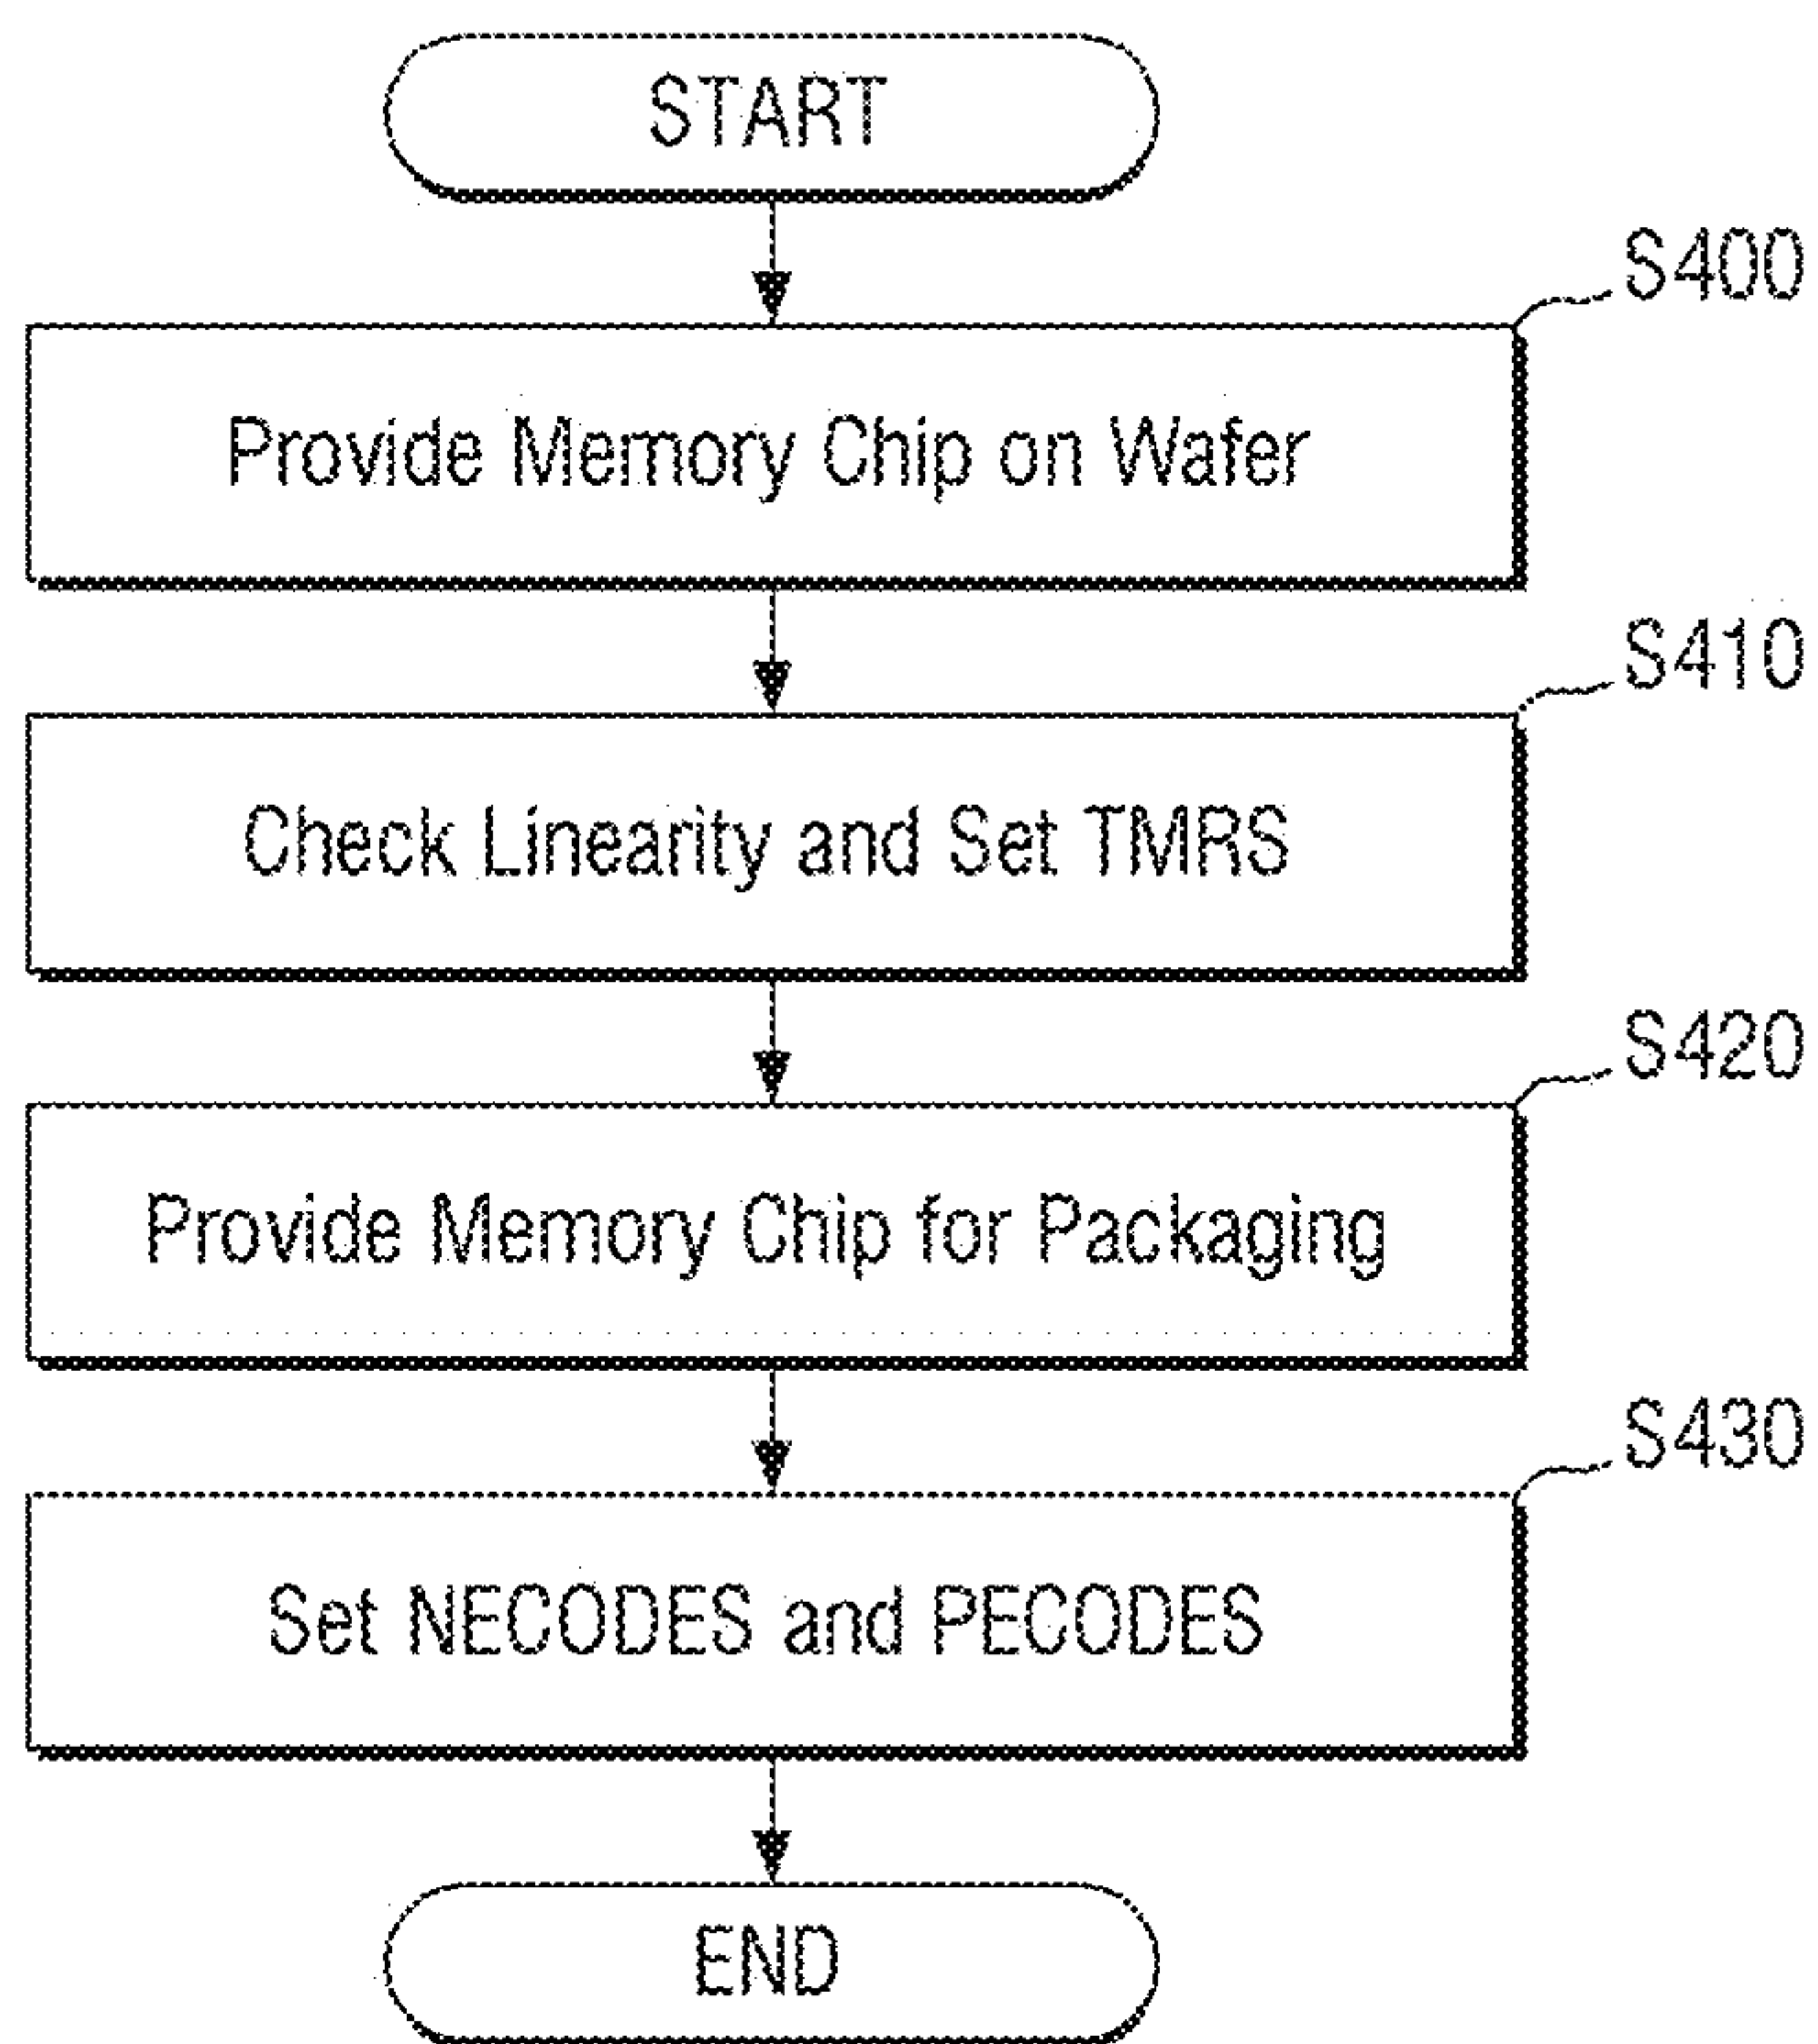 START
S400
Provide Memory Chip on Wafer
S410
Check Linearity and Set TMRS
S420
Provide Memory Chip for Packaging
S430
Set NECODES and PECODES
END